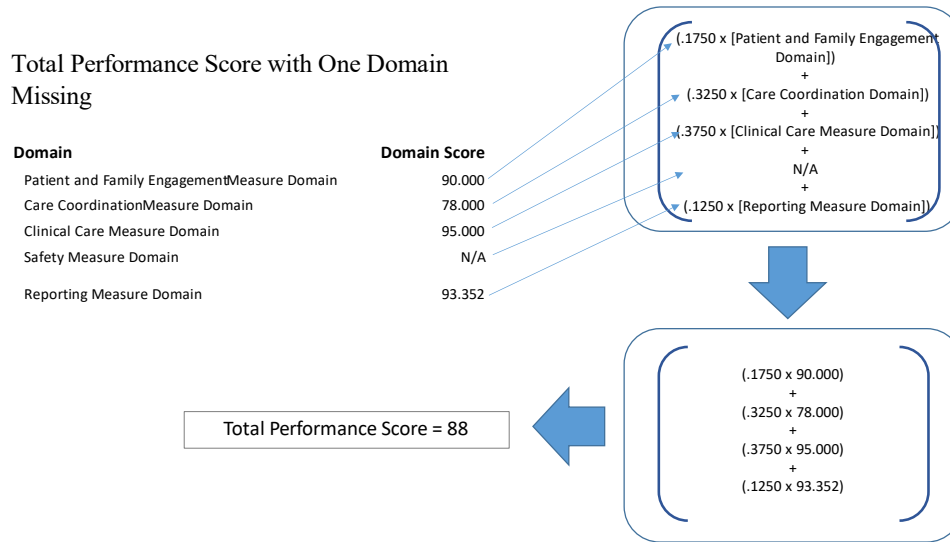 Total Performance Score with One Domain
Missing
Domain Domain Score
Patient and Family EngagementMeasure Domain 90.000
Care CoordinationMeasure Domain 78.000
Clinical Care Measure Domain 95.000
Safety Measure Domain N/A
Reporting Measure Domain 93.352
(.1750 x [Patient and Family Engagement
Domain])
+
(.3250 x [Care Coordination Domain])
+
(.3750 x [Clinical Care Measure Domain])
+
N/A
+
(.1250 x [Reporting Measure Domain])
(.1750 x 90.000)
+
(.3250 x 78.000)
+
(.3750 x 95.000)
+
(.1250 x 93.352)
Total Performance Score = 88